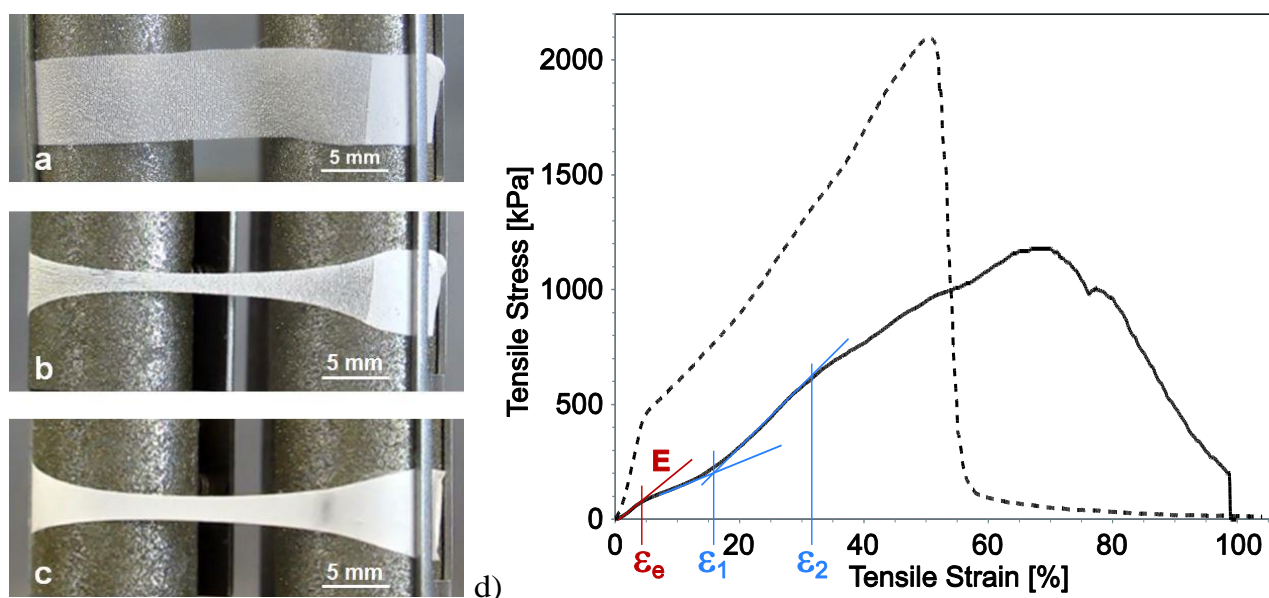 a
5 mm
b
5 mm
c
5 mm
d)
Tensile Stress [kPa]
2000
1500
1000
500
0
E
0
20
40
60
80
100
εe
ε1
ε2
Tensile Strain [%]